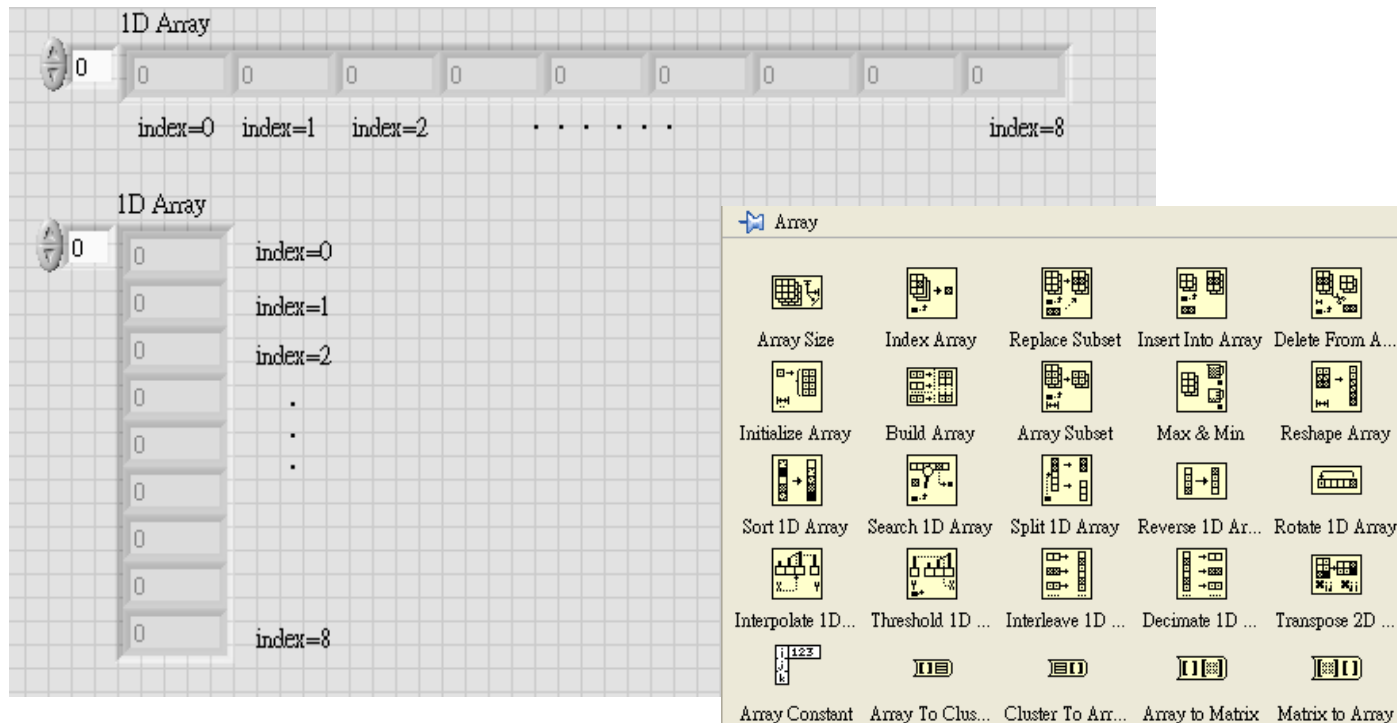 1D Array
0 0 0 0 0 0 0 0 0 0
index=0 index=1 index=2 . . . . . . index=8
1D Array
0 0 index=0
0 index=1
0 index=2
0 .
0 .
0 .
0
0
0 index=8
Array
Array Size Index Array Replace Subset Insert Into Array Delete From A...
Initialize Array Build Array Array Subset Max & Min Reshape Array
Sort 1D Array Search 1D Array Split 1D Array Reverse 1D Ar... Rotate 1D Array
Interpolate 1D... Threshold 1D ... Interleave 1D ... Decimate 1D ... Transpose 2D ...
i 123
j
k
Array Constant Array To Clus... Cluster To Arr... Array to Matrix Matrix to Array